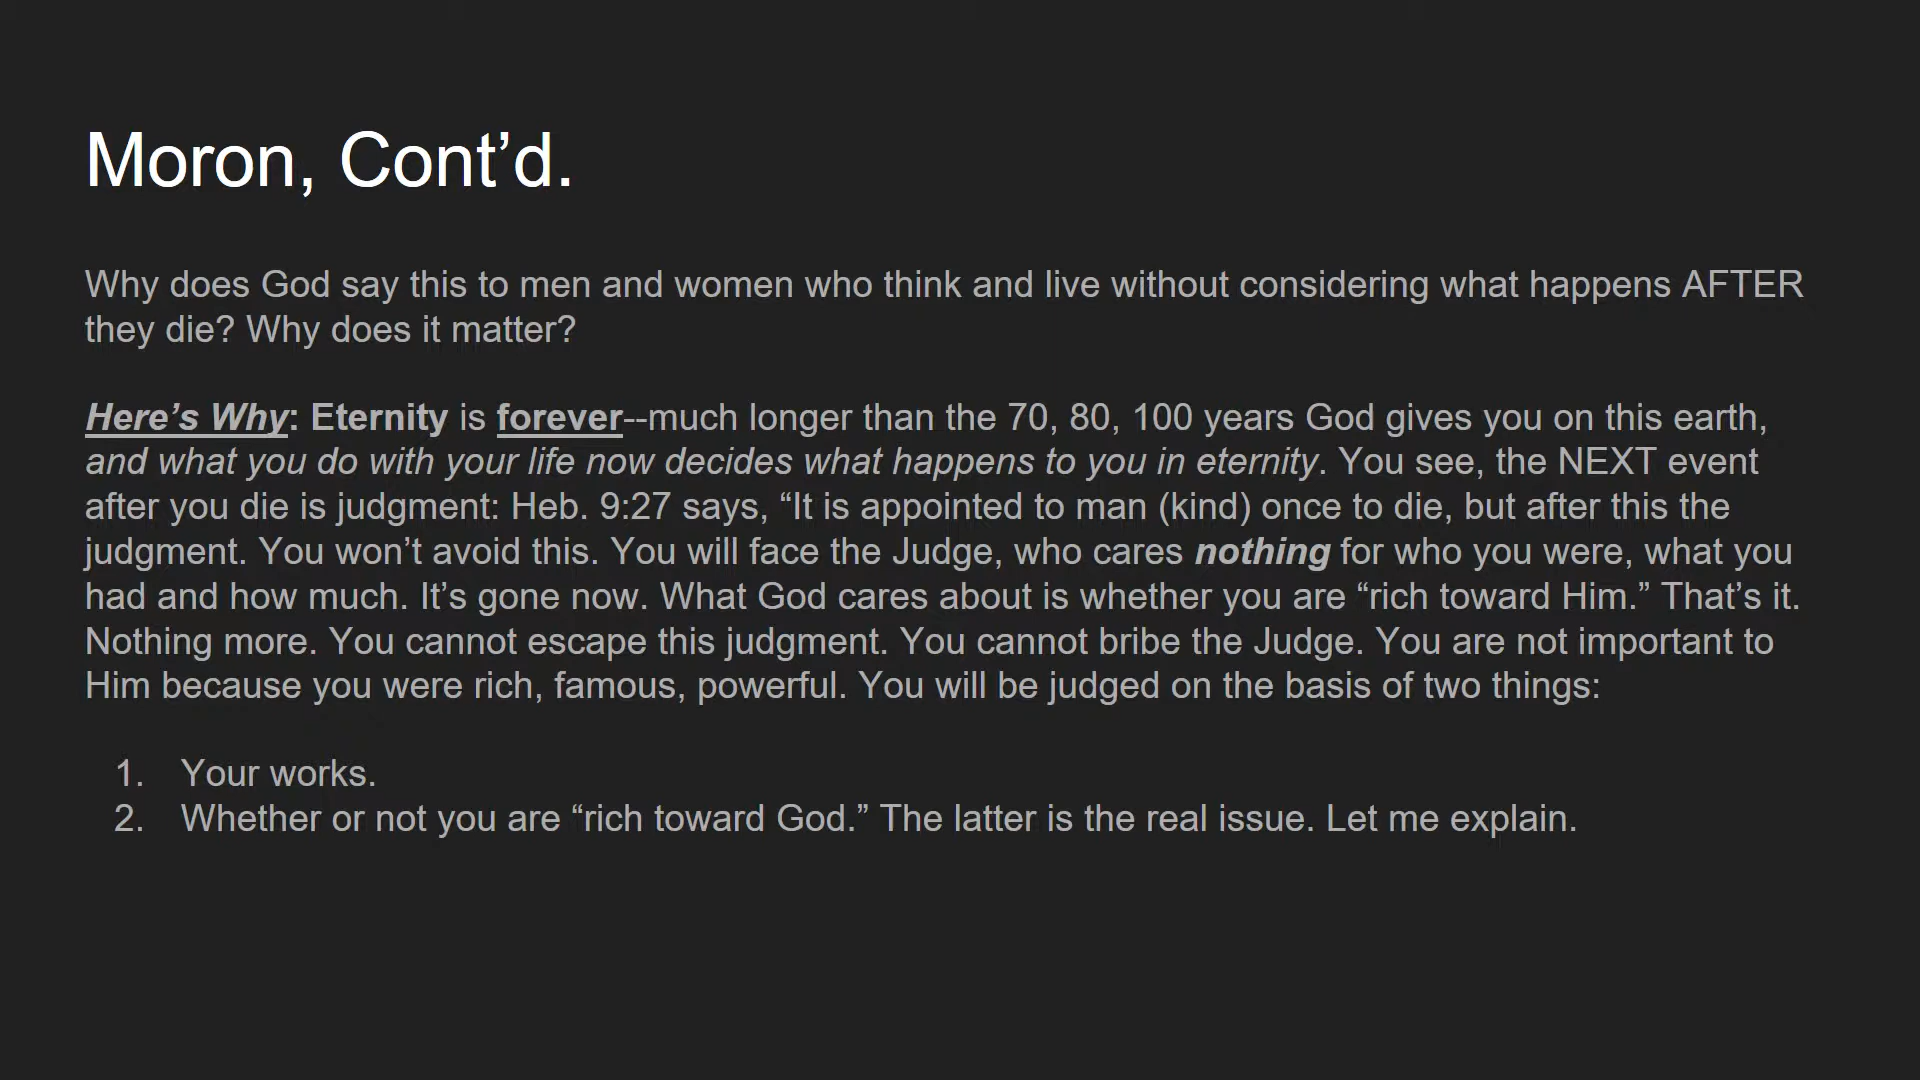 Moron, Cont’d.
Why does God say this to men and women who think and live without considering what happens AFTER
they die? Why does it matter?
Here’s Why: Eternity is forever--much longer than the 70, 80, 100 years God gives you on this earth,
and what you do with your life now decides what happens to you in eternity. You see, the NEXT event
after you die is judgment: Heb. 9:27 says, “It is appointed to man (kind) once to die, but after this the
judgment. You won’t avoid this. You will face the Judge, who cares nothing for who you were, what you
had and how much. It’s gone now. What God cares about is whether you are “rich toward Him.” That’s it.
Nothing more. You cannot escape this judgment. You cannot bribe the Judge. You are not important to
Him because you were rich, famous, powerful. You will be judged on the basis of two things:
1. Your works.
2. Whether or not you are “rich toward God.” The latter is the real issue. Let me explain.